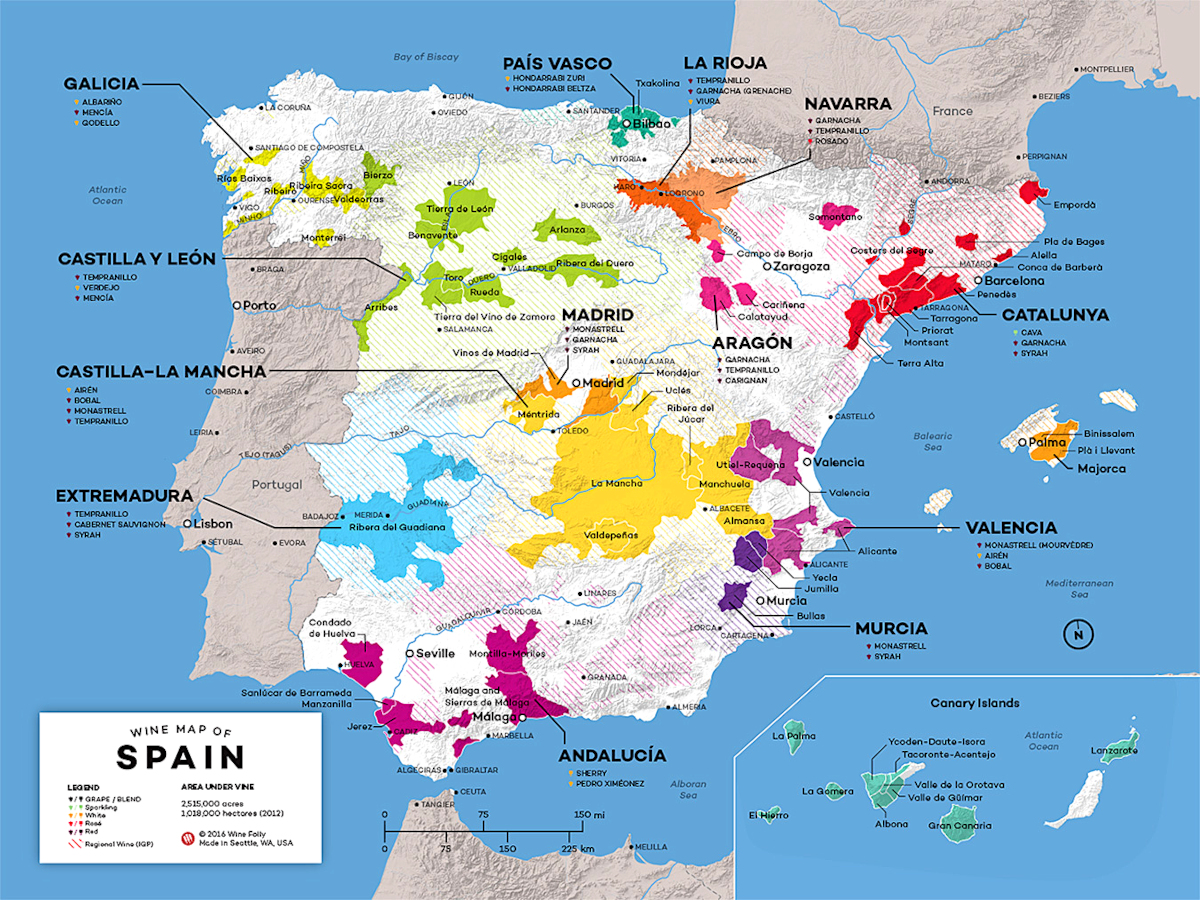 Bay of Biscay
GALICIA
ALBARIÑO
MENCÍA
GODELLO
PAÍS VASCO
HONDARRABI ZURI
HONDARRABI BELTZA
Txakolina
LA RIOJA
TEMPRANILLO
GARNACHA (GRENACHE)
VIURA
NAVARRA
GARNACHA
TEMPRANILLO
ROSADO
MONTPELLIER
BEZIERS
France
PERPIGNAN
ANDORRA
LA CORUÑA
OVIEDO
SANTANDER
Bilbao
SANTIAGO DE COMPOSTELA
VITORIA
PAMPLONA
Atlantic
Ocean
Rías Baixas
Ribeiro
Ribeira Sacra
Valdeorras
Bierzo
VIGO
OURENSE
MINHO
Monterrei
LEÓN
BURGOS
HARO
LOGROÑO
Tierra de León
Benavente
Arlanza
Cigales
VALLADOLID
Ribera del Duero
Toro
DUERO
Rueda
Arribes
Tierra del Vino de Zamora
SALAMANCA
EBRO
SEGRE
Somontano
Campo de Borja
Zaragoza
Cariñena
Calatayud
Costers del Segre
Empordà
Pla de Bages
Alella
MATARO
Conca de Barberà
Barcelona
Penedès
TARRAGONA
Tarragona
Priorat
Montsant
Terra Alta
CATALUNYA
CAVA
GARNACHA
SYRAH
CASTILLA Y LEÓN
TEMPRANILLO
VERDEJO
MENCÍA
BRAGA
Porto
AVEIRO
COIMBRA
LEIRIA
MADRID
MONASTRELL
GARNACHA
SYRAH
Vinos de Madrid
GUADALAJARA
Madrid
Mondéjar
Uclés
Ribera del
Júcar
ARAGÓN
GARNACHA
TEMPRANILLO
CARIGNAN
CASTILLA–LA MANCHA
AIRÉN
BOBAL
MONASTRELL
TEMPRANILLO
Méntrida
TOLEDO
TAJO
TEJO (TAGUS)
CASTELLÓ
Balearic
Sea
Palma
Binissalem
Plà i Llevant
Majorca
Portugal
Lisbon
SÉTUBAL
EVORA
EXTREMADURA
TEMPRANILLO
CABERNET SAUVIGNON
SYRAH
BADAJOZ
MERIDA
GUADIANA
Ribera del Guadiana
La Mancha
Utiel-Requena
Manchuela
ALBACETE
Almansa
Valdepeñas
Valencia
Valencia
VALENCIA
MONASTRELL (MOURVÈDRE)
AIRÉN
BOBAL
Alicante
ALICANTE
Yecla
Jumilla
Murcia
Bullas
MURCIA
MONASTRELL
SYRAH
LORCA
CARTAGENA
Mediterranean
Sea
N
LINARES
CÓRDOBA
GUADALQUIVIR
JAÉN
Condado
de Huelva
HUELVA
Seville
Montilla-Moriles
GRANADA
ALMERIA
Sanlúcar de Barrameda
Manzanilla
Jerez
CADIZ
Málaga and
Sierras de Málaga
Málaga
MARBELLA
ALGECIRAS
GIBRALTAR
CEUTA
TANGIER
MELILLA
ANDALUCÍA
SHERRY
PEDRO XIMÉONEZ
Alboran
Sea
0 75 150 mi
0 75 150 225 km
WINE MAP OF
SPAIN
LEGEND
GRAPE / BLEND
Sparkling
White
Rosé
Red
Regional Wine (IGP)
AREA UNDER VINE
2,515,000 acres
1,018,000 hectares (2012)
© 2016 Wine Folly
Made in Seattle, WA, USA
Canary Islands
Atlantic
Ocean
La Palma
Ycoden-Daute-Isora
Tacoronte-Acentejo
Valle de la Orotava
Valle de Güímar
Albona
La Gomera
El Hierro
Gran Canaria
Lanzarote